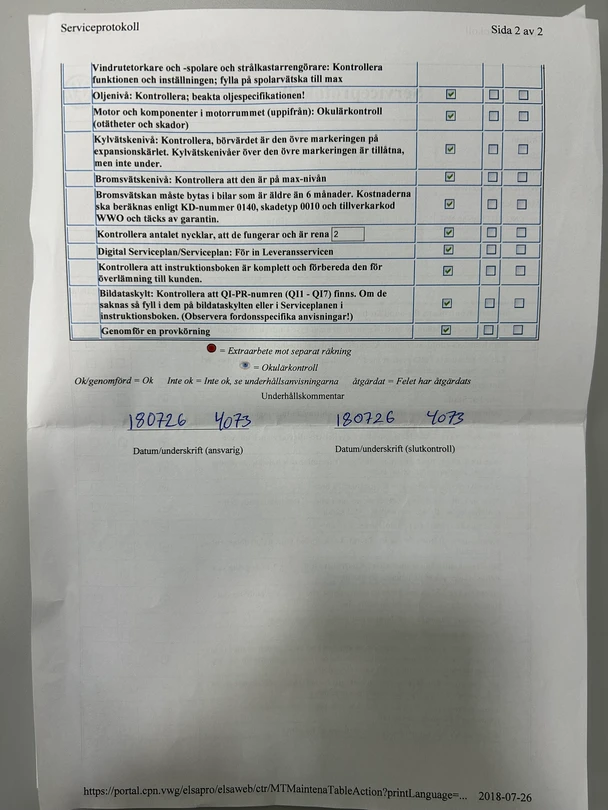 Serviceprotokoll
Sida 2 av 2
Vindrutetorkare och -spolare och strålkastarrengörare: Kontrollera
funktionen och inställningen; fylla på spolarvätska till max
Oljenivå: Kontrollera; beakta oljespecifikationen!
Motor och komponenter i motorrummet (uppifrån): Okulärkontroll
(otätheter och skador)
Kylvätskenivå: Kontrollera, börvärdet är den övre markeringen på
expansionskärlet. Kylvätskenivåer över den övre markeringen är tillåtna,
men inte under.
Bromsvätskenivå: Kontrollera att den är på max-nivån
Bromsvätskan måste bytas i bilar som är äldre än 6 månader. Kostnaderna
ska beräknas enligt KD-nummer 0140, skadetyp 0010 och tillverkarkod
WWO och täcks av garantin.
Kontrollera antalet nycklar, att de fungerar och är rena 2
Digital Serviceplan/Serviceplan: För in Leveransservicen
Kontrollera att instruktionsboken är komplett och förbereda den för
överlämning till kunden.
Bildataskylt: Kontrollera att QI-PR-numren (QI1 - QI7) finns. Om de
saknas så fyll i dem på bildataskylten eller i Serviceplanen i
instruktionsboken. (Observera fordonsspecifika anvisningar!)
Genomför en provkörning
= Extraarbete mot separat räkning
= Okulärkontroll
Ok/genomförd = Ok Inte ok = Inte ok, se underhållsanvisningarna åtgärdat = Felet har åtgärdats
Underhållskommentar
180726 4073 180726 4073
Datum/underskrift (ansvarig) Datum/underskrift (slutkontroll)
https://portal.cpn.vwg/elsapro/elsaweb/ctr/MTMaintenaTableAction?printLanguage=... 2018-07-26